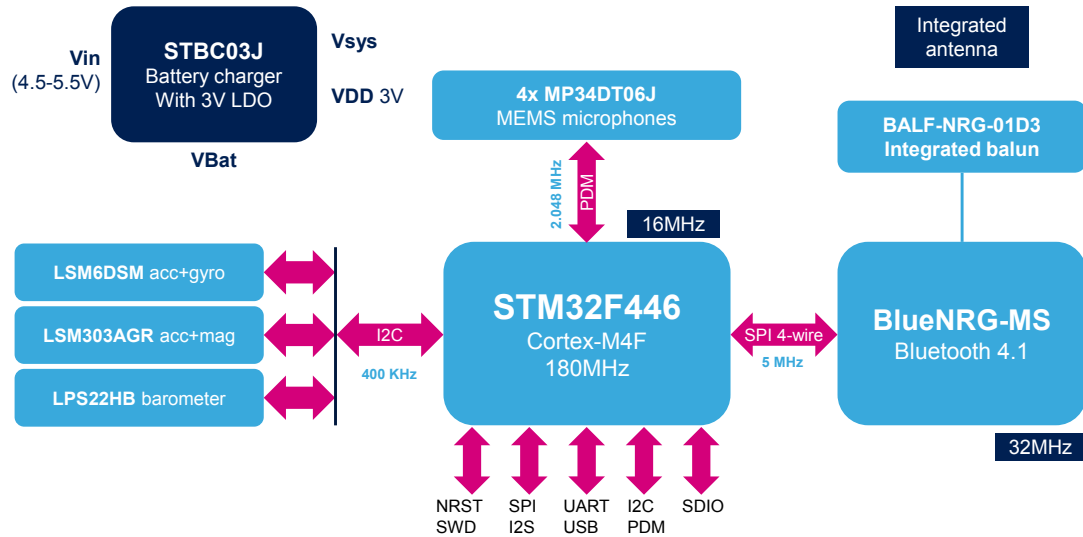 Vin
(4.5-5.5V)
STBC03J
Battery charger
With 3V LDO
Vsys
VDD 3V
VBat
4x MP34DT06J
MEMS microphones
Integrated
antenna
BALF-NRG-01D3
Integrated balun
2.048 MHz
PDM
16MHz
LSM6DSM acc+gyro
LSM303AGR acc+mag
LPS22HB barometer
I2C
400 KHz
STM32F446
Cortex-M4F
180MHz
SPI 4-wire
5 MHz
BlueNRG-MS
Bluetooth 4.1
32MHz
NRST
SWD
SPI
I2S
UART
USB
I2C
PDM
SDIO